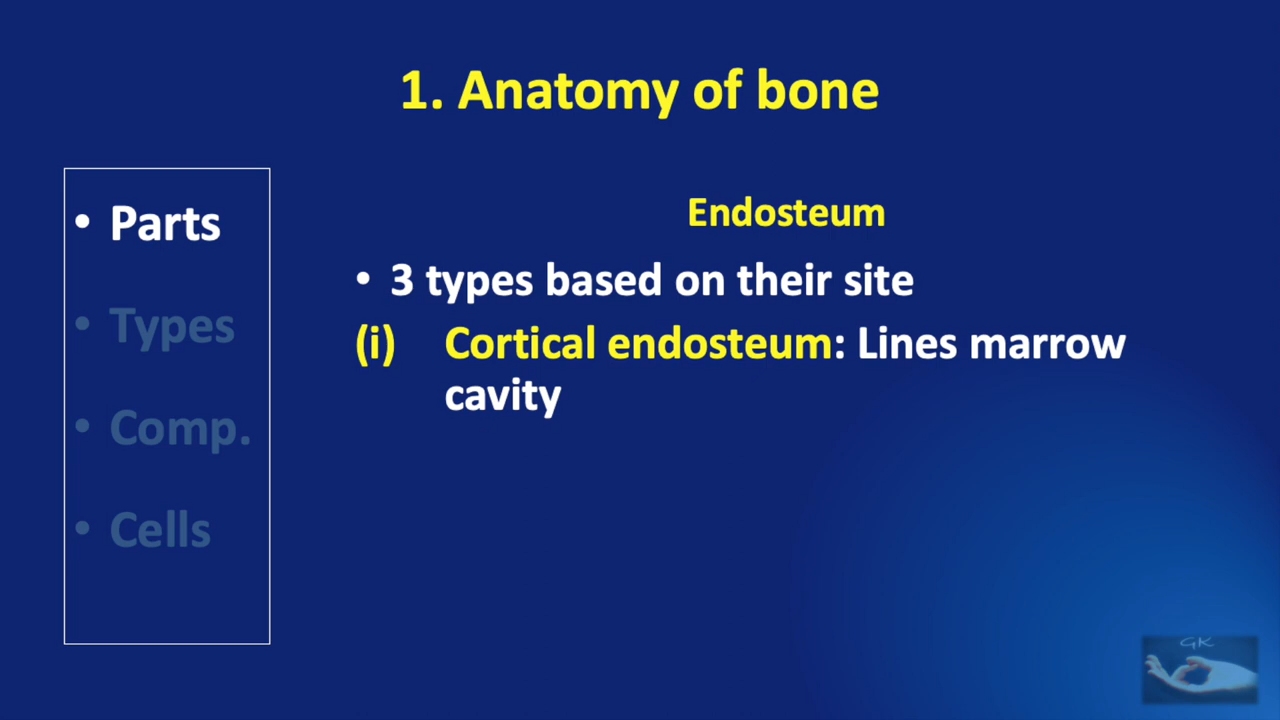 1. Anatomy of bone
• Parts
• Types
• Comp.
• Cells
Endosteum
• 3 types based on their site
(i) Cortical endosteum: Lines marrow
cavity
GK